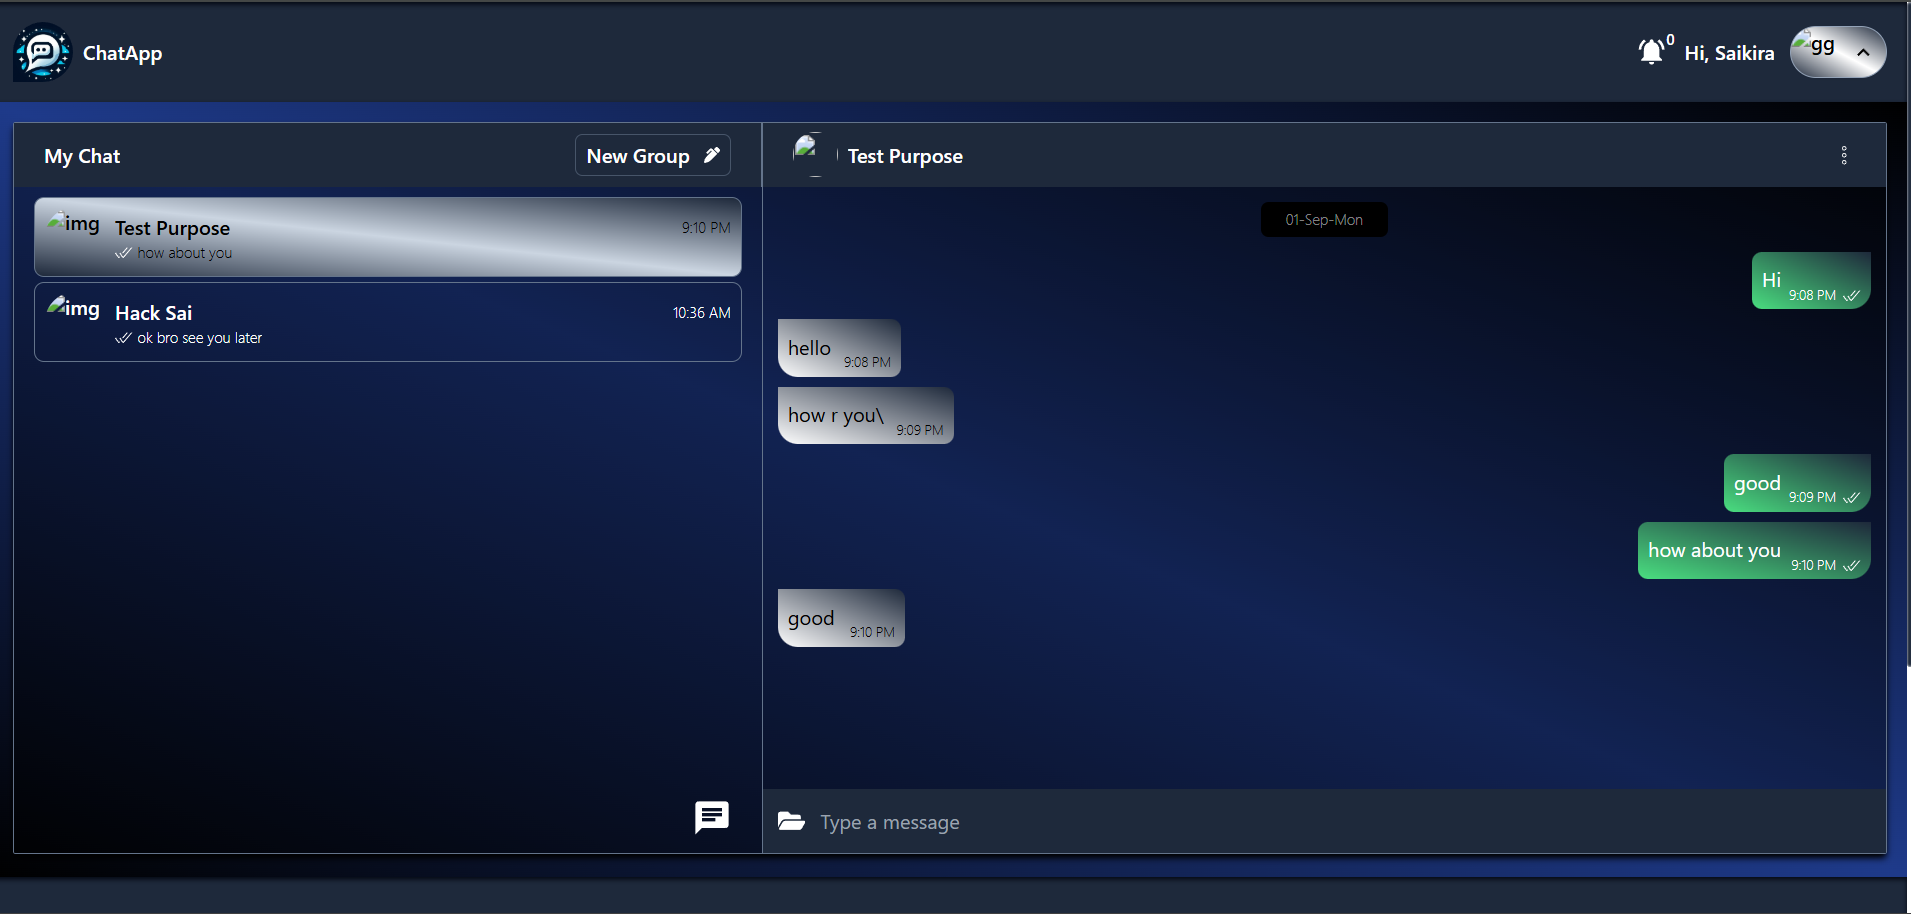 ChatApp
0
Hi, Saikira
gg
My Chat
New Group
img
Test Purpose
9:10 PM
how about you
img
Hack Sai
10:36 AM
ok bro see you later
Test Purpose
01-Sep-Mon
Hi
9:08 PM
hello
9:08 PM
how r you\
9:09 PM
good
9:09 PM
how about you
9:10 PM
good
9:10 PM
Type a message